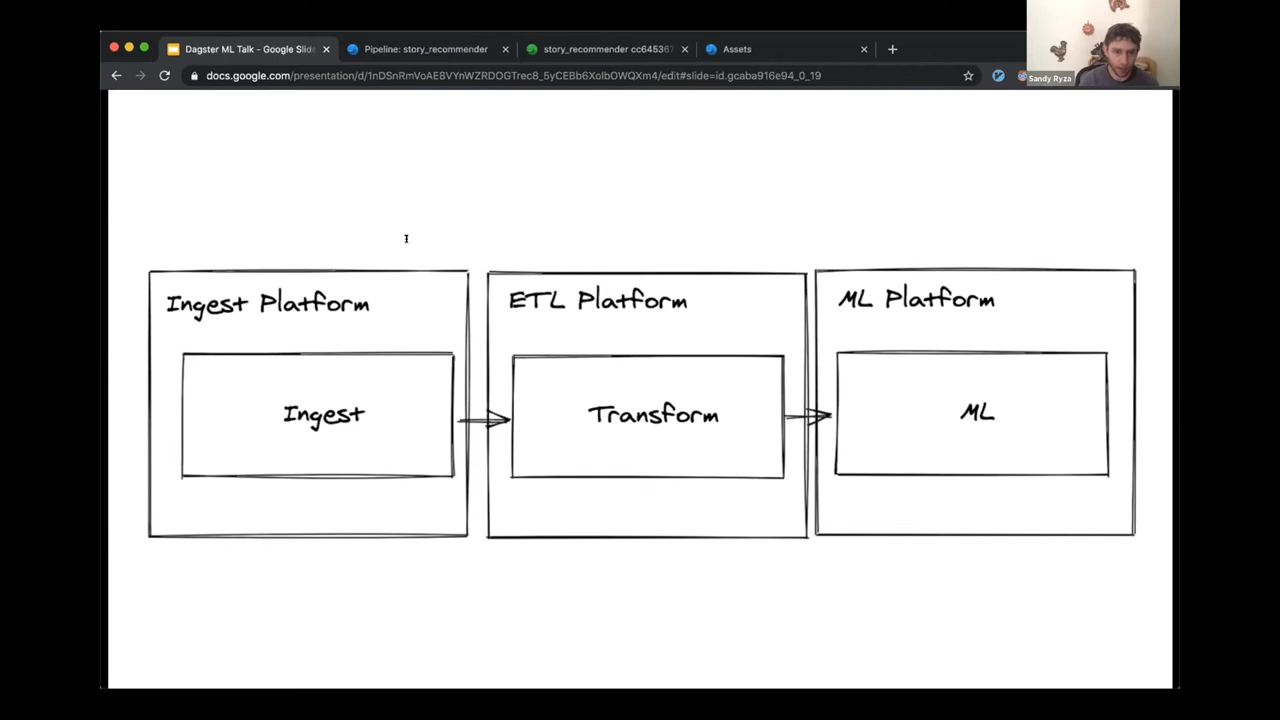 Dagster ML Talk - Google Slide
Pipeline: story_recommender
story_recommender cc64536
Assets
docs.google.com/presentation/d/1nDSnRmVoAE8VYnWZRDOGTrec8_5yCEBb6XolbOWQXm4/edit#slide=id.gcaba916e94_0_19
Sandy Ryza
Ingest Platform
ETL Platform
ML Platform
Ingest
Transform
ML